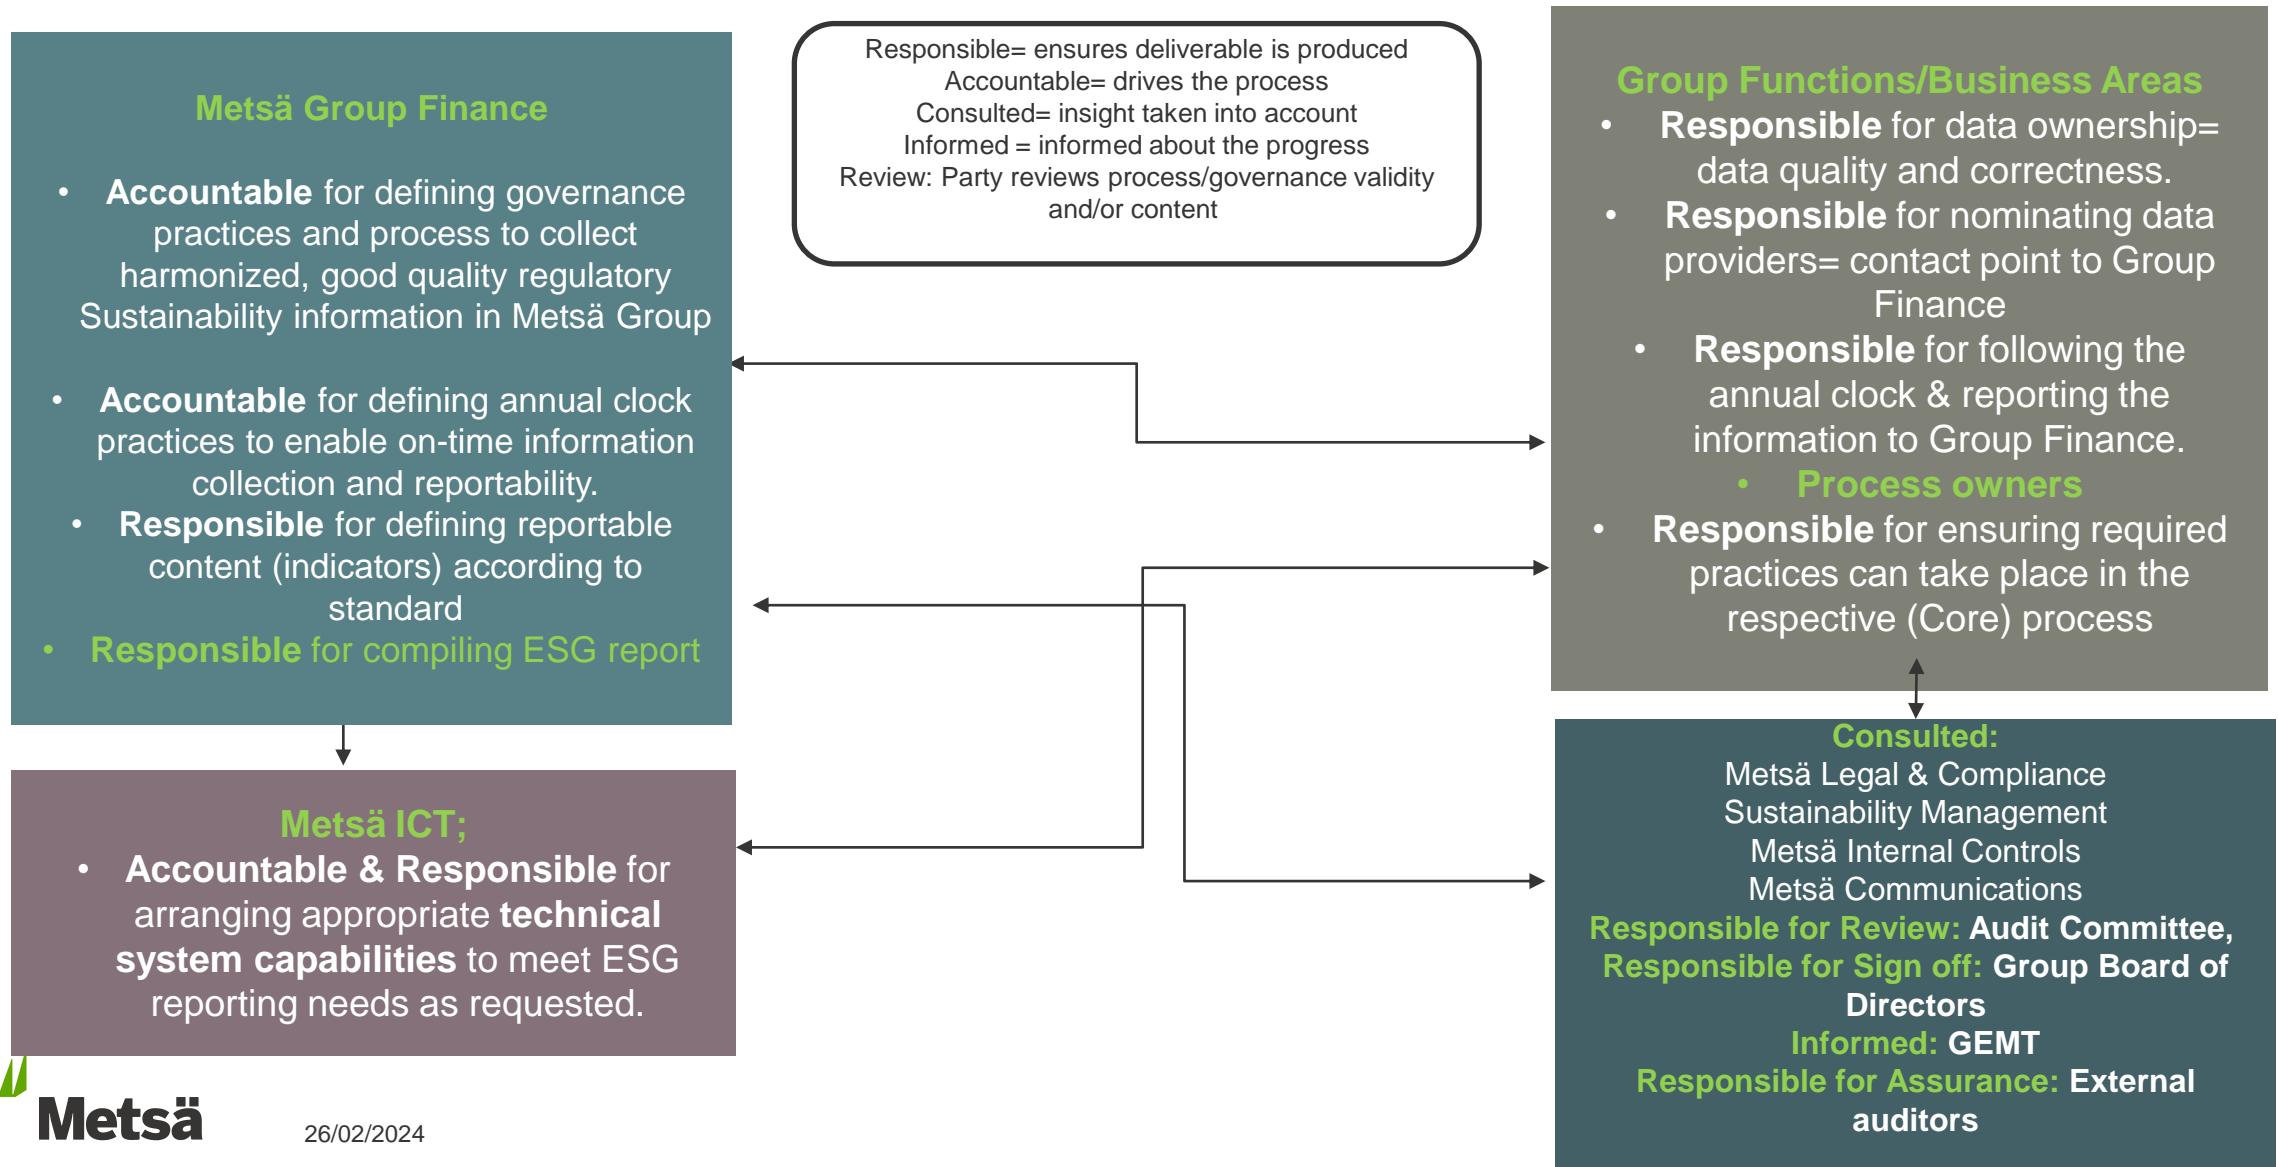 Metsä Group Finance
• Accountable for defining governance
practices and process to collect
harmonized, good quality regulatory
Sustainability information in Metsä Group
• Accountable for defining annual clock
practices to enable on-time information
collection and reportability.
• Responsible for defining reportable
content (indicators) according to
standard
• Responsible for compiling ESG report
Responsible= ensures deliverable is produced
Accountable= drives the process
Consulted= insight taken into account
Informed = informed about the progress
Review: Party reviews process/governance validity
and/or content
Group Functions/Business Areas
• Responsible for data ownership=
data quality and correctness.
• Responsible for nominating data
providers= contact point to Group
Finance
• Responsible for following the
annual clock & reporting the
information to Group Finance.
• Process owners
• Responsible for ensuring required
practices can take place in the
respective (Core) process
Metsä ICT;
• Accountable & Responsible for
arranging appropriate technical
system capabilities to meet ESG
reporting needs as requested.
Consulted:
Metsä Legal & Compliance
Sustainability Management
Metsä Internal Controls
Metsä Communications
Responsible for Review: Audit Committee,
Responsible for Sign off: Group Board of
Directors
Informed: GEMT
Responsible for Assurance: External
auditors
Metsä
26/02/2024